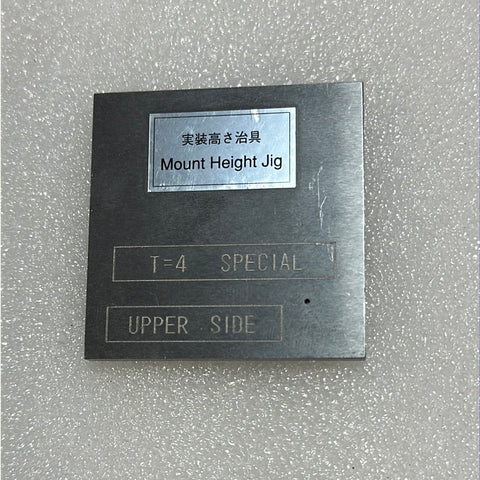 実装高さ治具
Mount Height Jig
T=4 SPECIAL
UPPER SIDE